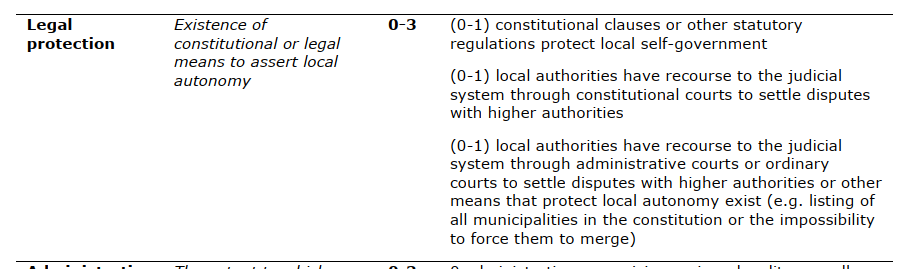 Legal protection
Existence of constitutional or legal means to assert local autonomy
0-3
(0-1) constitutional clauses or other statutory
regulations protect local self-government
(0-1) local authorities have recourse to the judicial
system through constitutional courts to settle disputes
with higher authorities
(0-1) local authorities have recourse to the judicial
system through administrative courts or ordinary
courts to settle disputes with higher authorities or other
means that protect local autonomy exist (e.g. listing of
all municipalities in the constitution or the impossibility
to force them to merge)